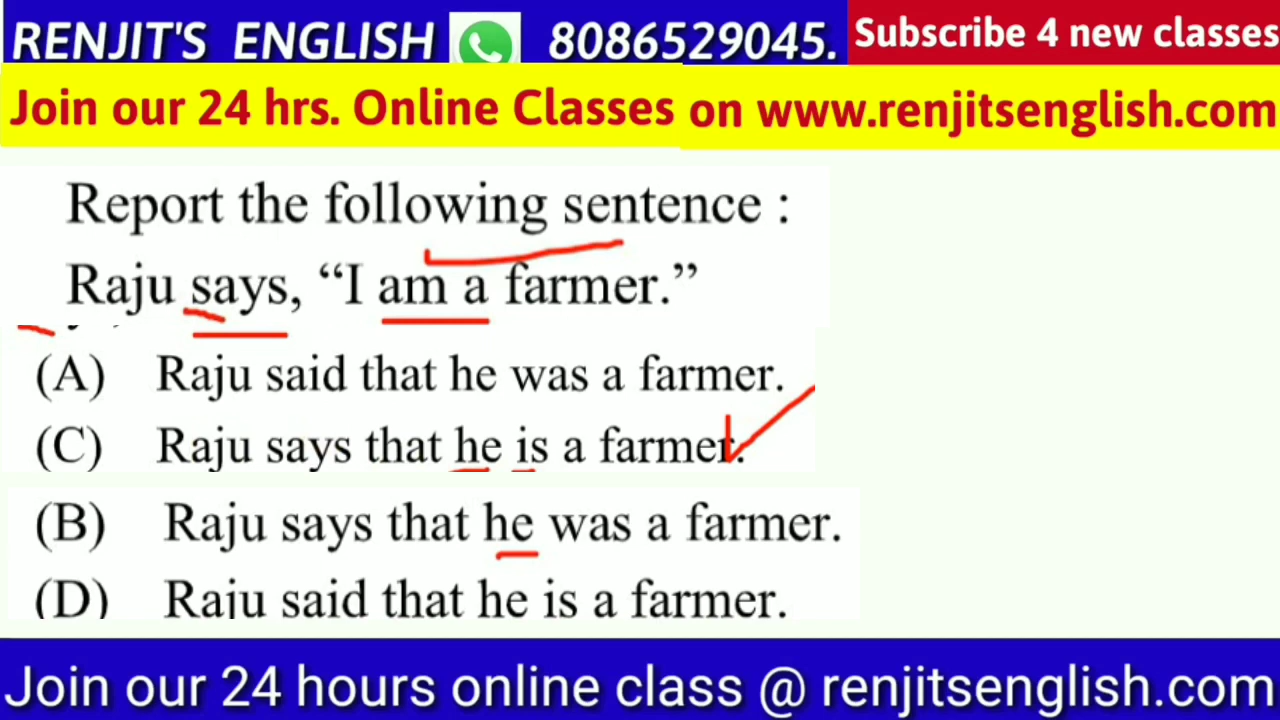 RENJIT'S ENGLISH 8086529045. Subscribe 4 new classes
Join our 24 hrs. Online Classes on www.renjitsenglish.com
Report the following sentence :
Raju says, “I am a farmer.”
(A) Raju said that he was a farmer.
(C) Raju says that he is a farmer.
(B) Raju says that he was a farmer.
(D) Raju said that he is a farmer.
Join our 24 hours online class @ renjitsenglish.com